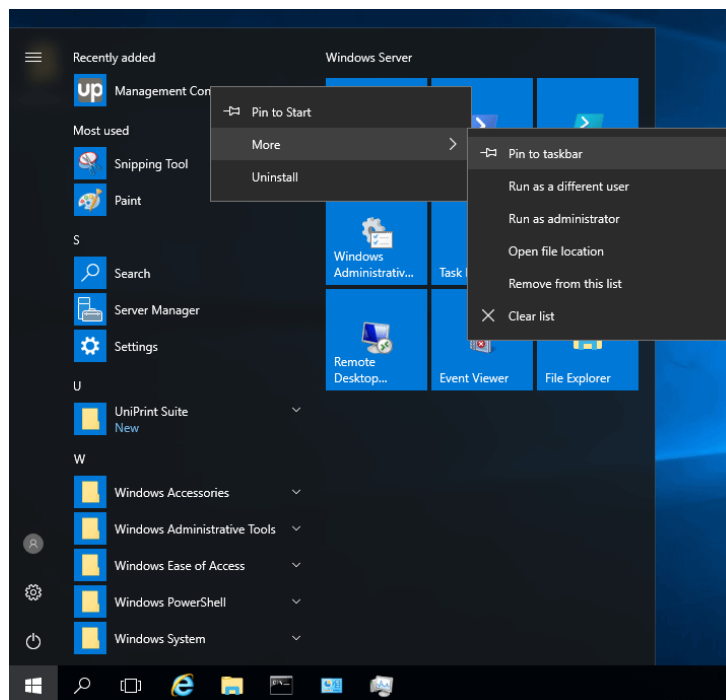 Recently added
up
Management Con
Most used
Snipping Tool
Paint
S
Search
Server Manager
Settings
U
UniPrint Suite
New
W
Windows Accessories
Windows Administrative Tools
Windows Ease of Access
Windows PowerShell
Windows System
Pin to Start
More
Uninstall
Windows Server
Windows
Administrativ...
Task
Remote
Desktop...
Event Viewer
File Explorer
Pin to taskbar
Run as a different user
Run as administrator
Open file location
Remove from this list
Clear list